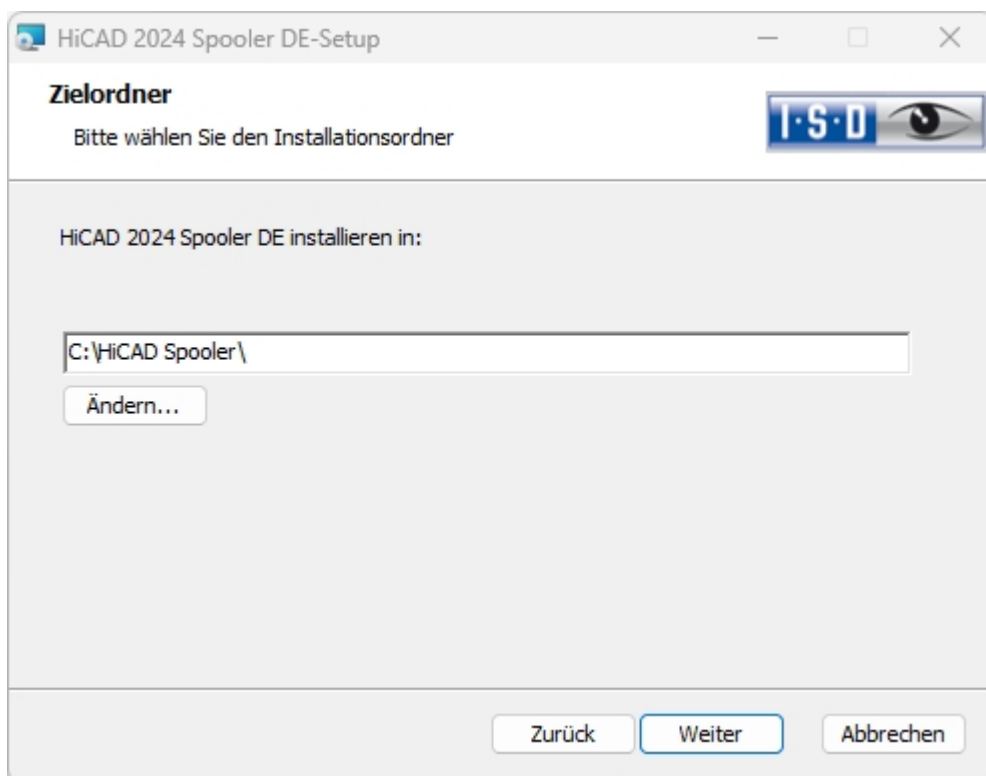 HiCAD 2024 Spooler DE-Setup
Zielordner
Bitte wählen Sie den Installationsordner
I·S·D
HiCAD 2024 Spooler DE installieren in:
C:\HiCAD Spooler\
Ändern...
Zurück Weiter Abbrechen